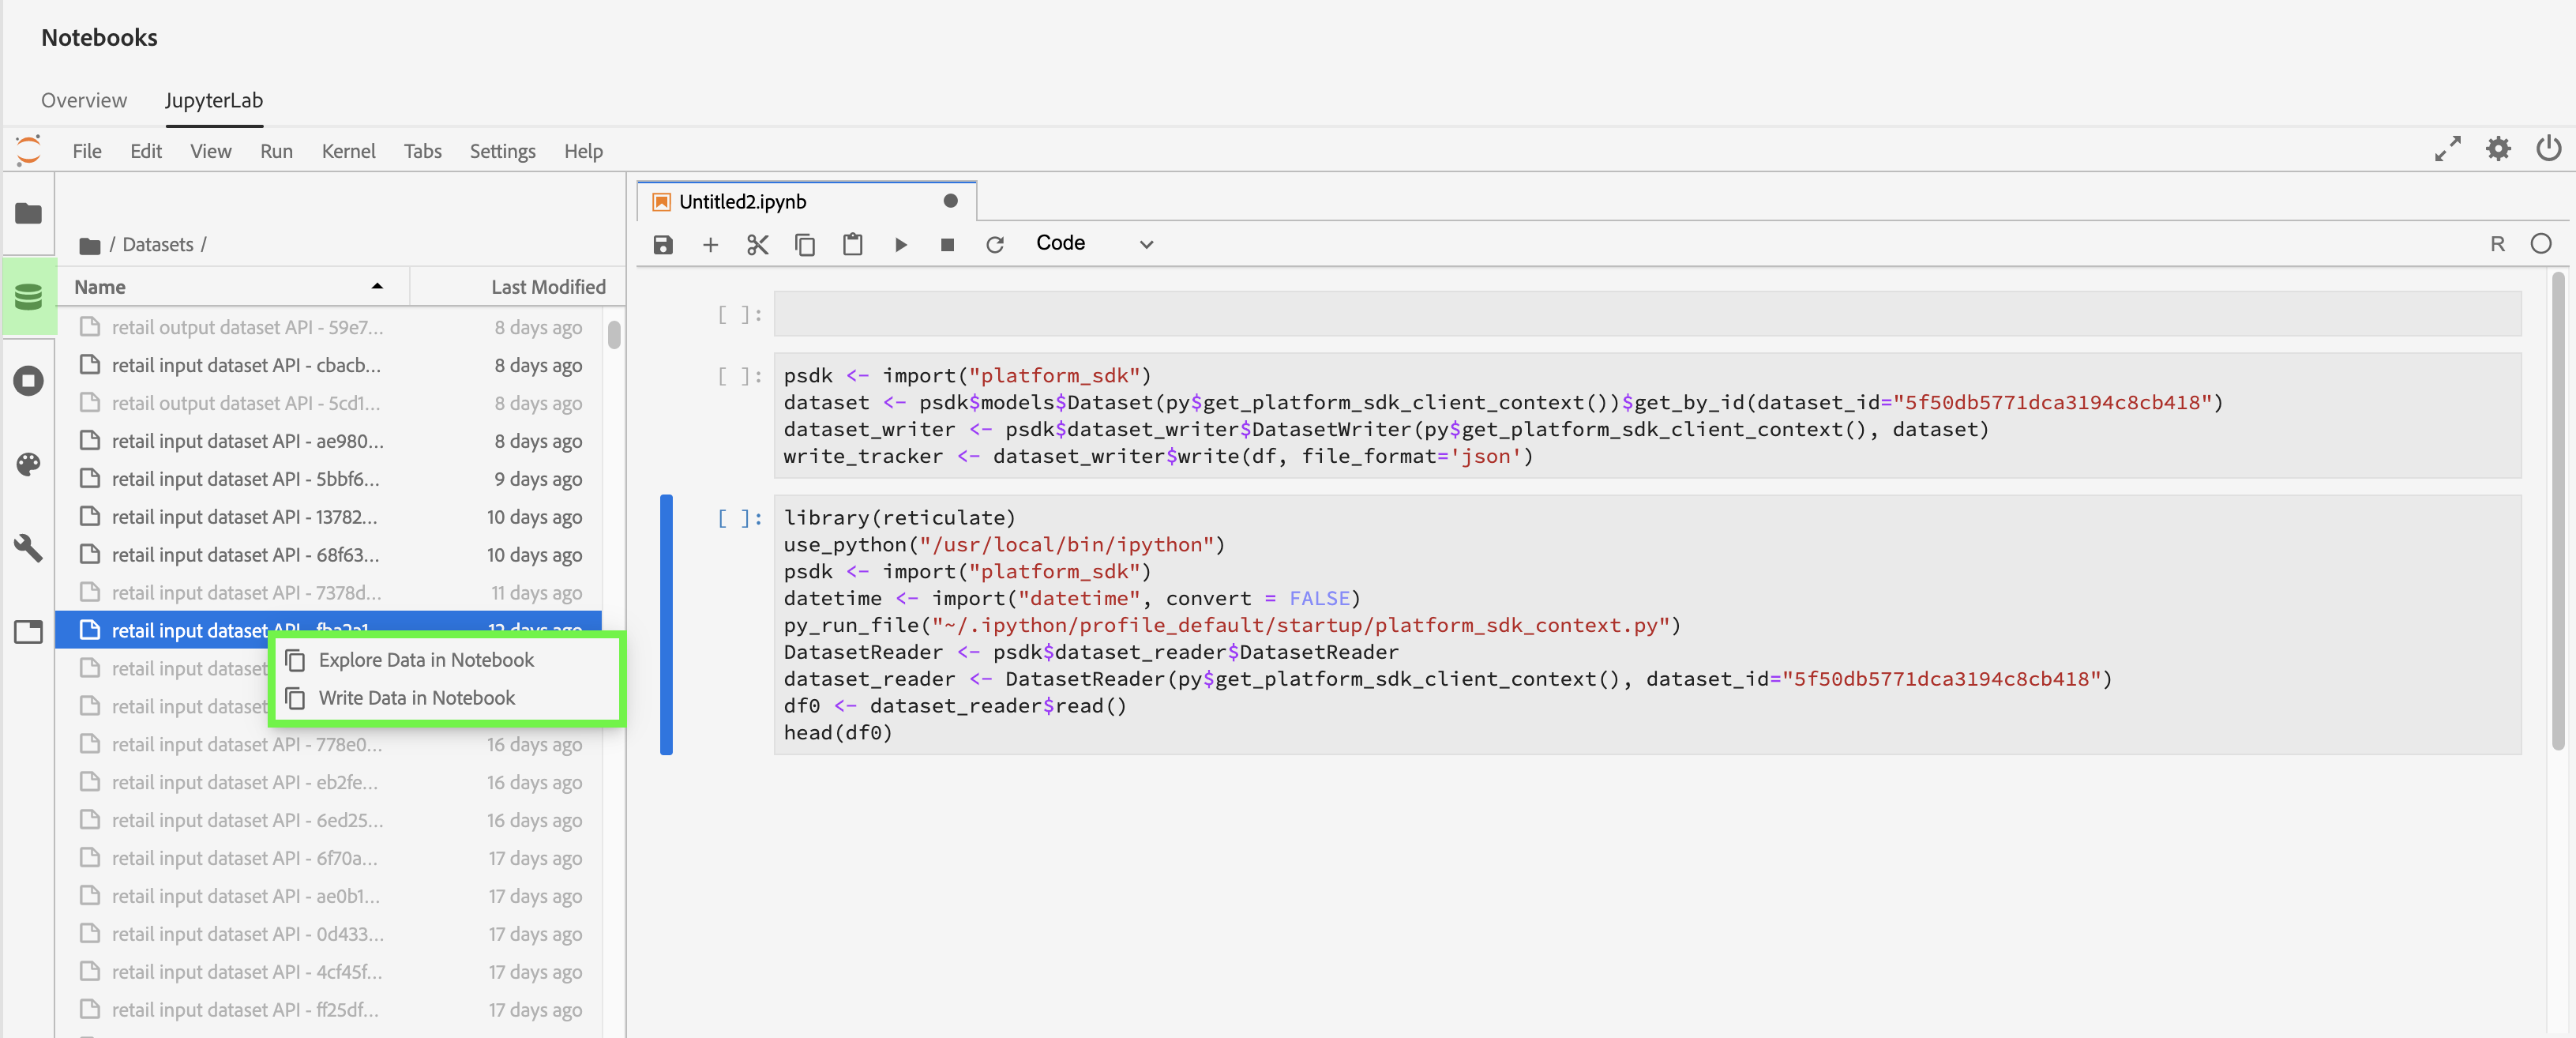 Notebooks
Overview JupyterLab
File Edit View Run Kernel Tabs Settings Help
/ Datasets /
Name Last Modified
retail output dataset API - 59e7... 8 days ago
retail input dataset API - cbacb... 8 days ago
retail output dataset API - 5cd1... 8 days ago
retail input dataset API - ae980... 8 days ago
retail input dataset API - 5bbf6... 9 days ago
retail input dataset API - 13782... 10 days ago
retail input dataset API - 68f63... 10 days ago
retail input dataset API - 7378d... 11 days ago
retail input dataset API - fba2a1 12 days ago
retail input dataset
retail input dataset
Explore Data in Notebook
Write Data in Notebook
retail input dataset API - 778e0... 16 days ago
retail input dataset API - eb2fe... 16 days ago
retail input dataset API - 6ed25... 16 days ago
retail input dataset API - 6f70a... 17 days ago
retail input dataset API - ae0b1... 17 days ago
retail input dataset API - 0d433... 17 days ago
retail input dataset API - 4cf45f... 17 days ago
retail input dataset API - ff25df... 17 days ago
Untitled2.ipynb
Code R
[ ]:
[ ]:
psdk <- import("platform_sdk")
dataset <- psdk$models$Dataset(py$get_platform_sdk_client_context())$get_by_id(dataset_id="5f50db5771dca3194c8cb418")
dataset_writer <- psdk$dataset_writer$DatasetWriter(py$get_platform_sdk_client_context(), dataset)
write_tracker <- dataset_writer$write(df, file_format='json')
[ ]:
library(reticulate)
use_python("/usr/local/bin/ipython")
psdk <- import("platform_sdk")
datetime <- import("datetime", convert = FALSE)
py_run_file("~/.ipython/profile_default/startup/platform_sdk_context.py")
DatasetReader <- psdk$dataset_reader$DatasetReader
dataset_reader <- DatasetReader(py$get_platform_sdk_client_context(), dataset_id="5f50db5771dca3194c8cb418")
df0 <- dataset_reader$read()
head(df0)